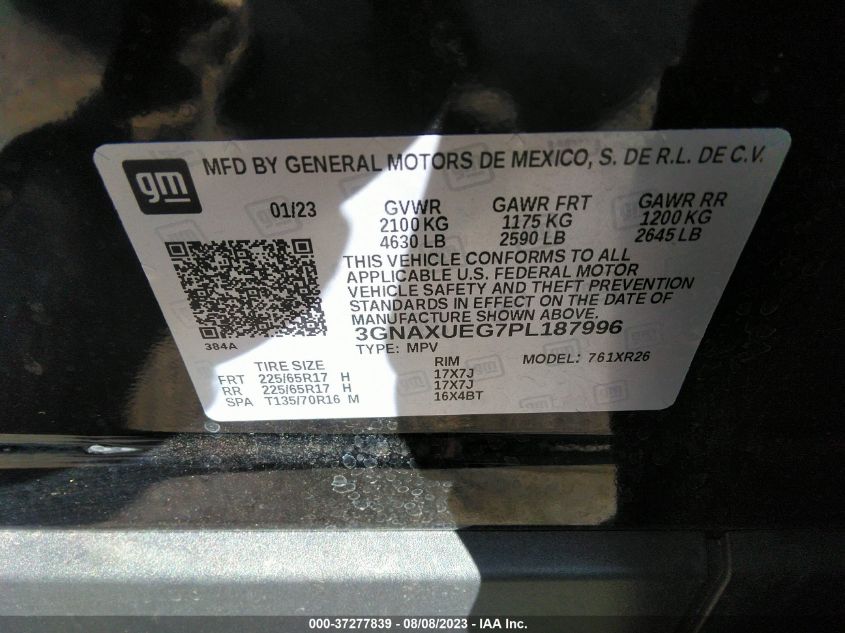 gm
MFD BY GENERAL MOTORS DE MEXICO, S. DE R.L. DE C.V.
01/23 GVWR GAWR FRT GAWR RR
2100 KG 1175 KG 1200 KG
4630 LB 2590 LB 2645 LB
THIS VEHICLE CONFORMS TO ALL
APPLICABLE U.S. FEDERAL MOTOR
VEHICLE SAFETY AND THEFT PREVENTION
STANDARDS IN EFFECT ON THE DATE OF
MANUFACTURE SHOWN ABOVE.
3GNAXUEG7PL187996
384A
TYPE: MPV MODEL: 761XR26
TIRE SIZE RIM
FRT 225/65R17 H 17X7J
RR 225/65R17 H 17X7J
SPA T135/70R16 M 16X4BT
000-37277839 - 08/08/2023 - IAA Inc.